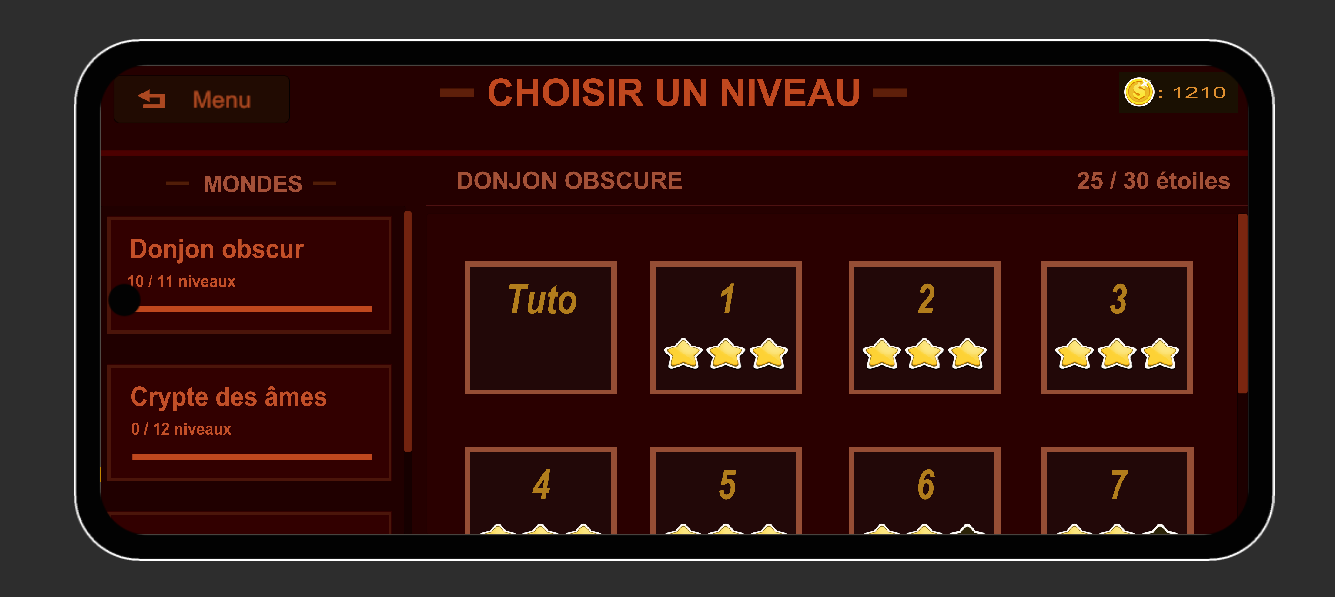 Menu
— CHOISIR UN NIVEAU —
: 1210
— MONDES —
DONJON OBSCURE
25 / 30 étoiles
Donjon obscur
10 / 11 niveaux
Crypte des âmes
0 / 12 niveaux
Tuto
1
2
3
4
5
6
7